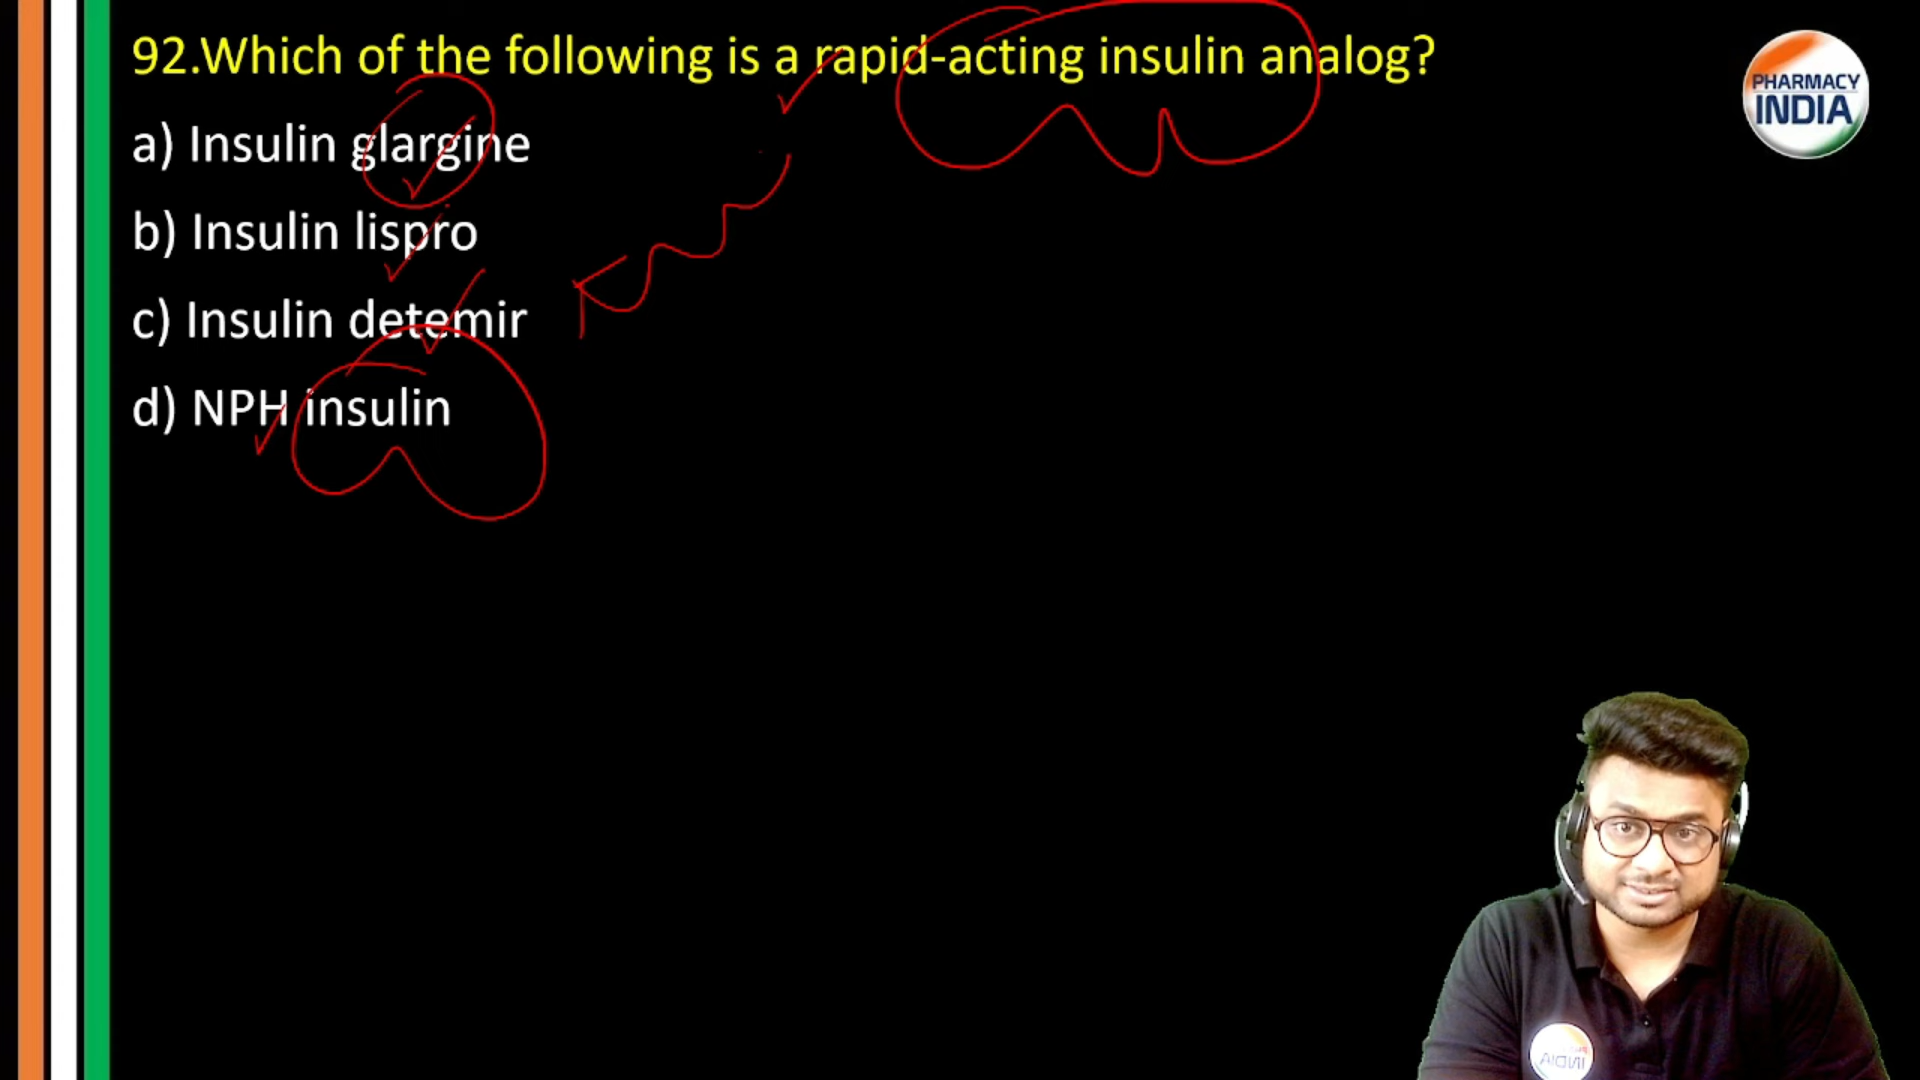 92.Which of the following is a rapid-acting insulin analog?
a) Insulin glargine
b) Insulin lispro
c) Insulin detemir
d) NPH insulin
PHARMACY
INDIA
INDIA